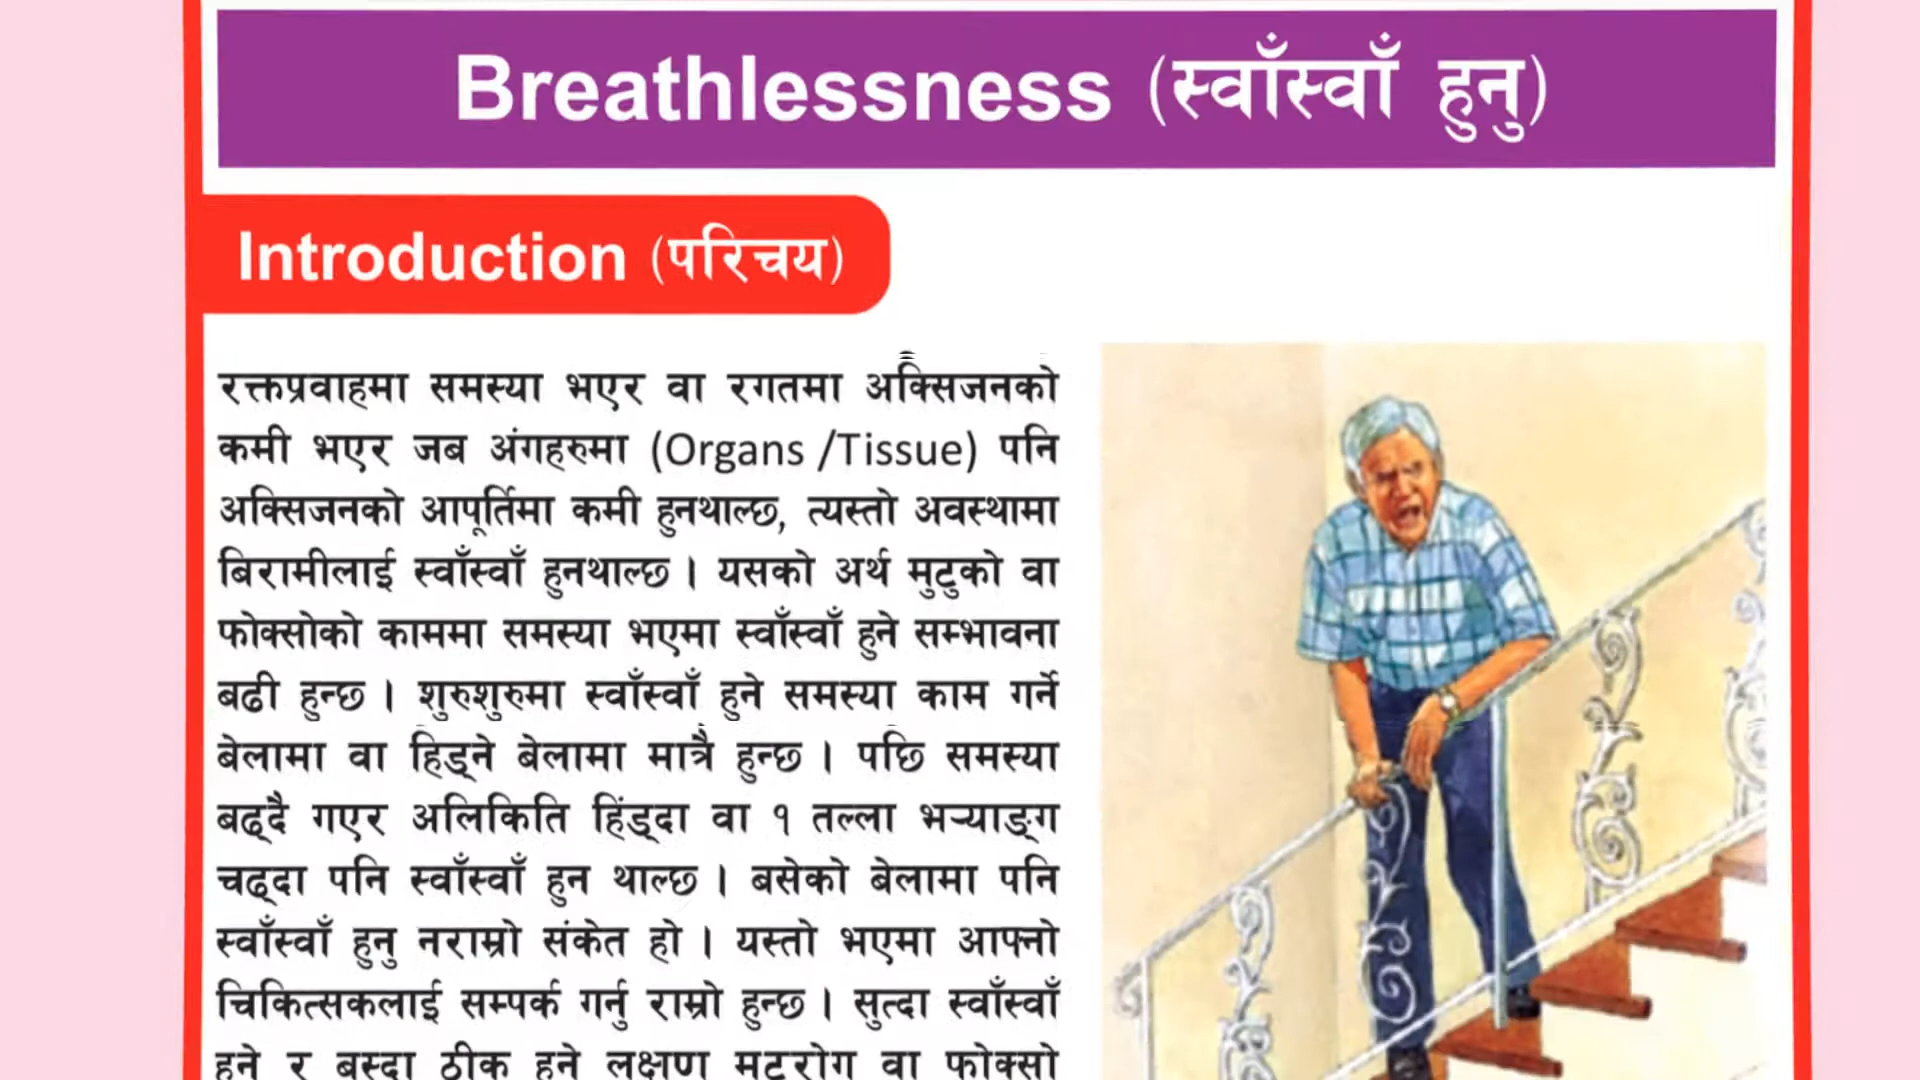 Breathlessness (स्वाँस्वाँ हुनु)
Introduction (परिचय)
रक्तप्रवाहमा समस्या भएर वा रगतमा अक्सिजनको
कमी भएर जब अंगहरुमा (Organs /Tissue) पनि
अक्सिजनको आपूर्तिमा कमी हुनथाल्छ, त्यस्तो अवस्थामा
बिरामीलाई स्वाँस्वाँ हुनथाल्छ । यसको अर्थ मुटुको वा
फोक्सोको काममा समस्या भएमा स्वाँस्वाँ हुने सम्भावना
बढी हुन्छ । शुरुशुरुमा स्वाँस्वाँ हुने समस्या काम गर्ने
बेलामा वा हिड्ने बेलामा मात्रै हुन्छ । पछि समस्या
बढ्दै गएर अलिकिति हिंड्दा वा १ तल्ला भऱ्याङ्ग
चढ्दा पनि स्वाँस्वाँ हुन थाल्छ । बसेको बेलामा पनि
स्वाँस्वाँ हुनु नराम्रो संकेत हो । यस्तो भएमा आफ्नो
चिकित्सकलाई सम्पर्क गर्नु राम्रो हुन्छ । सुत्दा स्वाँस्वाँ
हुने र बस्दा ठीक हुने लक्षण मुटुरोग वा फोक्सो